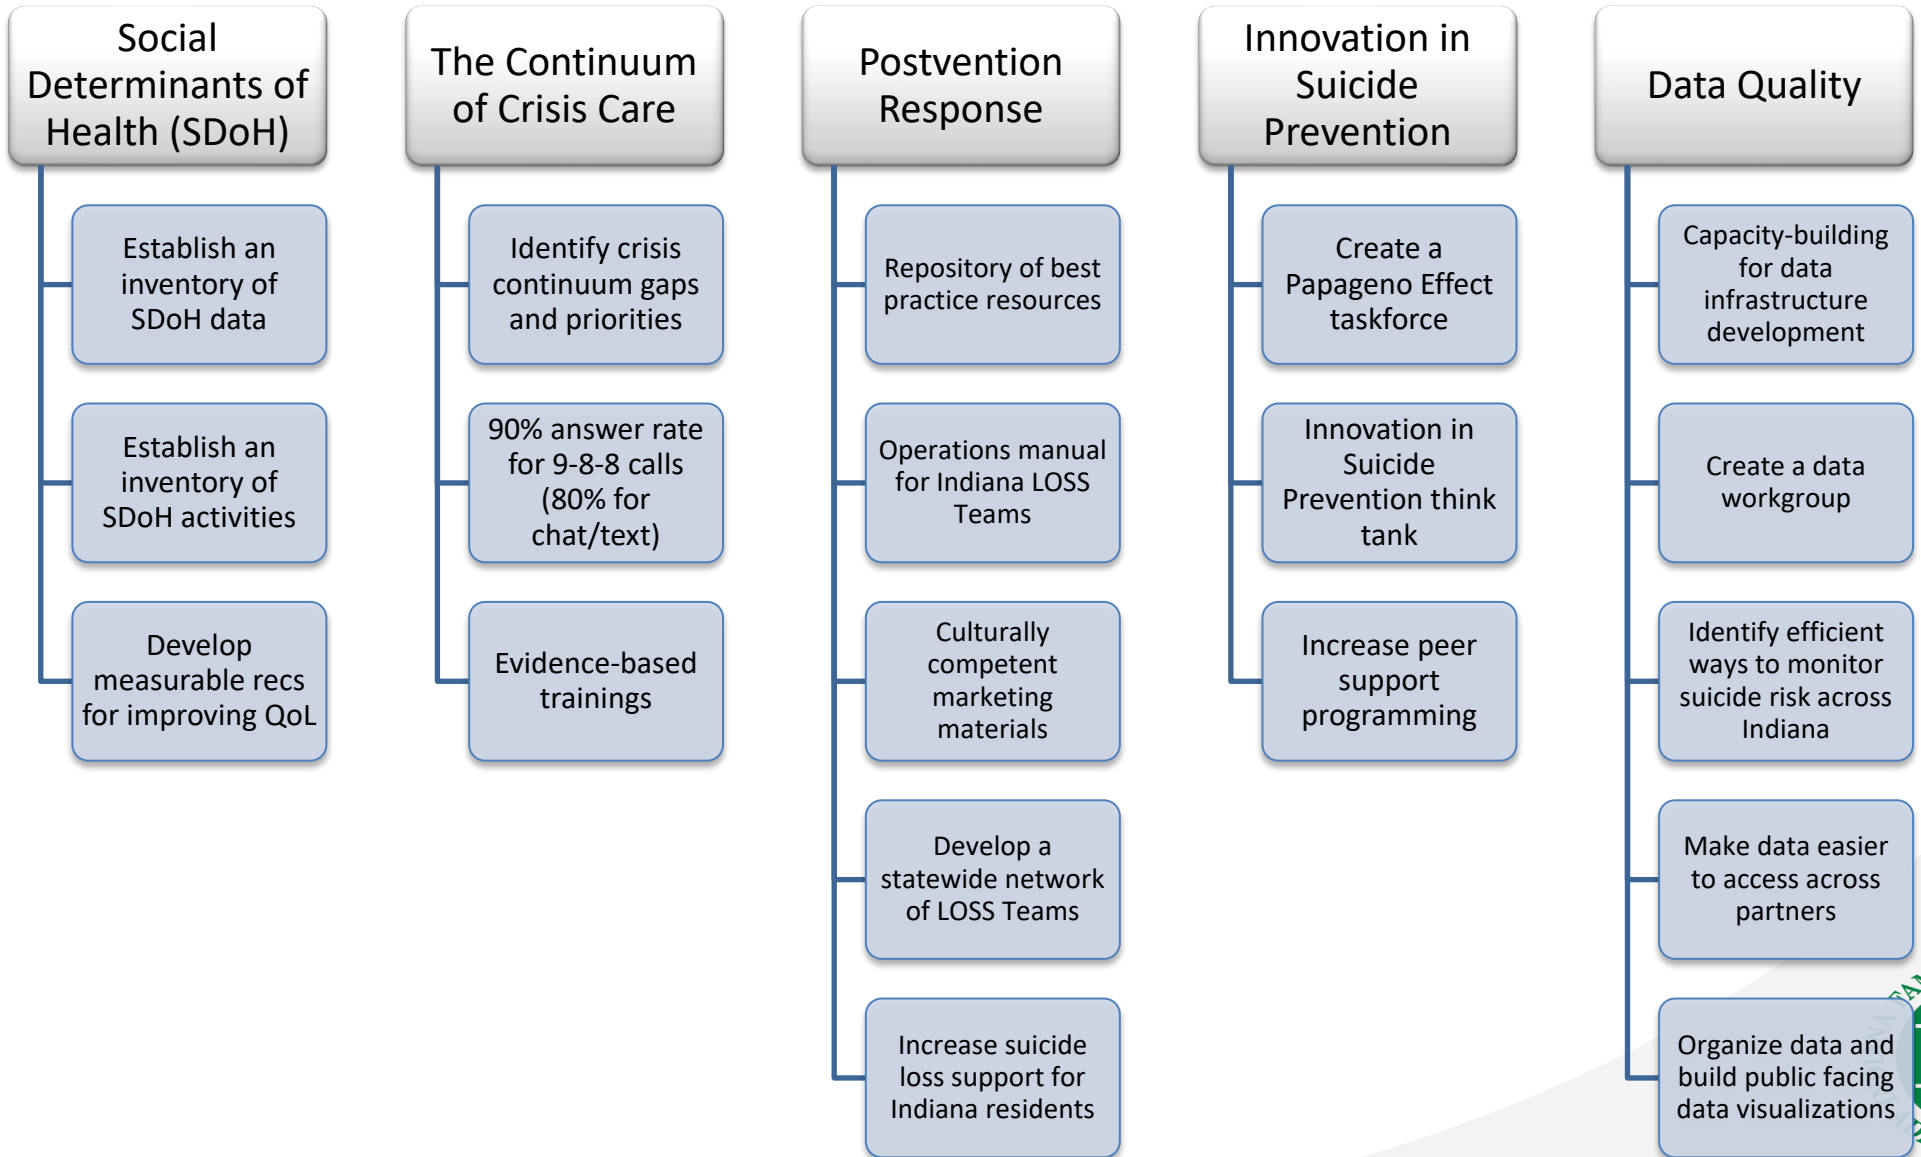 Social
Determinants of
Health (SDoH)
Establish an
inventory of
SDoH data
Establish an
inventory of
SDoH activities
Develop
measurable recs
for improving QoL
The Continuum
of Crisis Care
Identify crisis
continuum gaps
and priorities
90% answer rate
for 9-8-8 calls
(80% for
chat/text)
Evidence-based
trainings
Postvention
Response
Repository of best
practice resources
Operations manual
for Indiana LOSS
Teams
Culturally
competent
marketing
materials
Develop a
statewide network
of LOSS Teams
Increase suicide
loss support for
Indiana residents
Innovation in
Suicide
Prevention
Create a
Papageno Effect
taskforce
Innovation in
Suicide
Prevention think
tank
Increase peer
support
programming
Data Quality
Capacity-building
for data
infrastructure
development
Create a data
workgroup
Identify efficient
ways to monitor
suicide risk across
Indiana
Make data easier
to access across
partners
Organize data and
build public facing
data visualizations